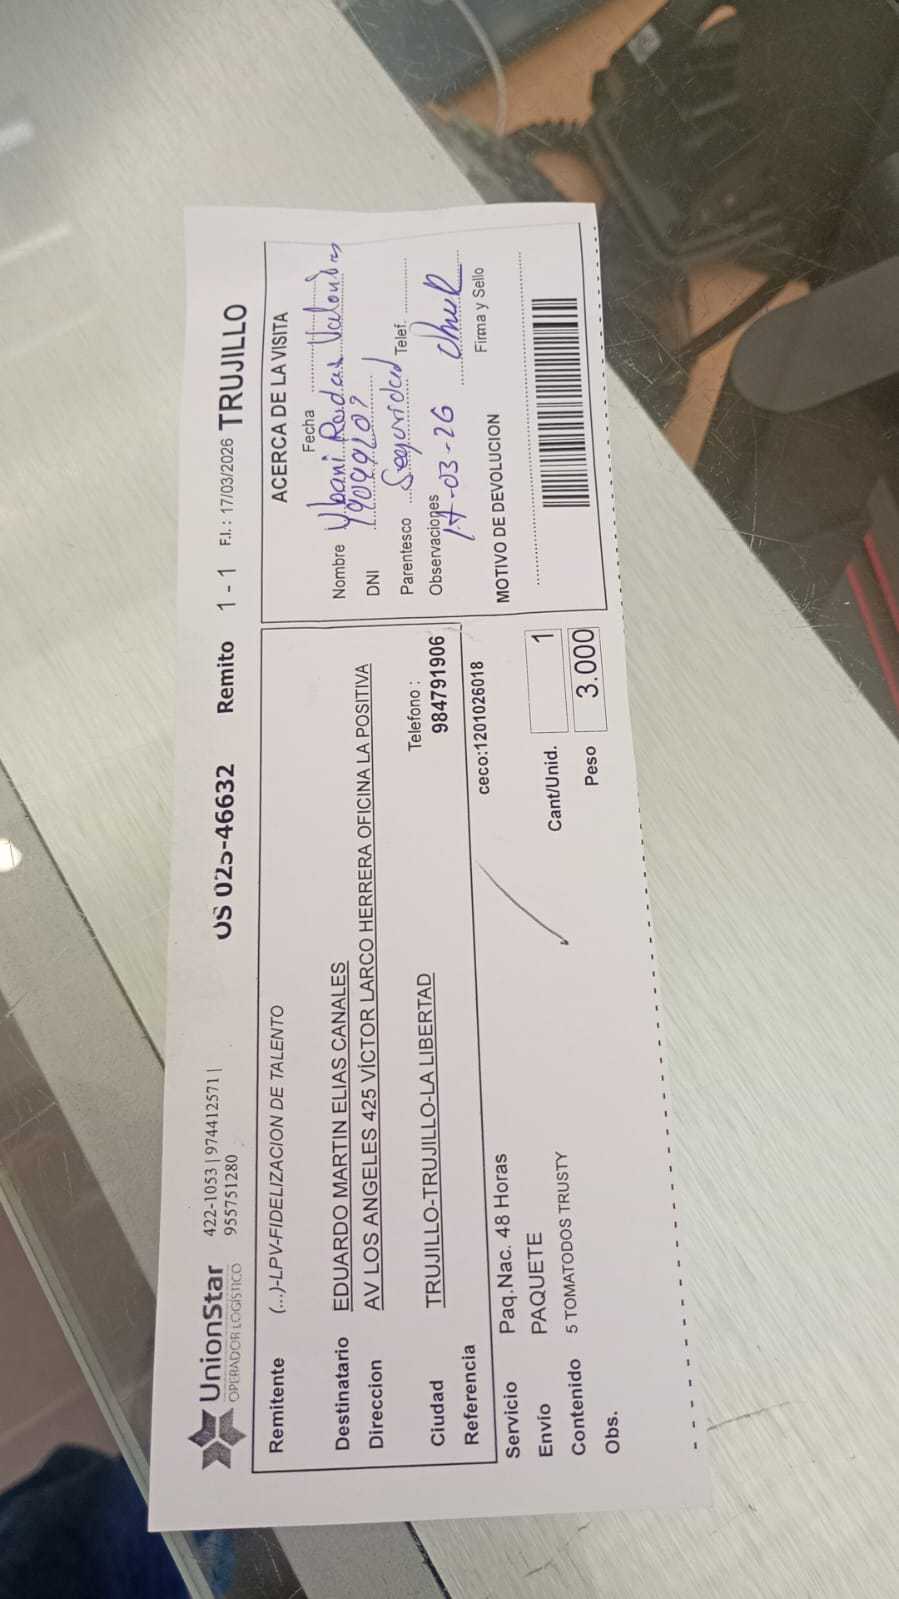 UnionStar
OPERADOR LOGÍSTICO
422-1053 | 974412571 |
955751280
US 025-46632
Remito 1 - 1 F.I.: 17/03/2026 TRUJILLO
Remitente (...)-LPV-FIDELIZACION DE TALENTO
Destinatario EDUARDO MARTIN ELIAS CANALES
Direccion AV LOS ANGELES 425 VÍCTOR LARCO HERRERA OFICINA LA POSITIVA
Telefono :
Ciudad TRUJILLO-TRUJILLO-LA LIBERTAD 984791906
Referencia
ceco:1201026018
Servicio Paq.Nac. 48 Horas
Envío PAQUETE
Cant/Unid. 1
Contenido 5 TOMATODOS TRUSTY
Peso 3.000
Obs.
ACERCA DE LA VISITA
Fecha
Nombre
DNI
Parentesco Seguridad Telef.
Observaciones
17-03-26
Firma y Sello
MOTIVO DE DEVOLUCION